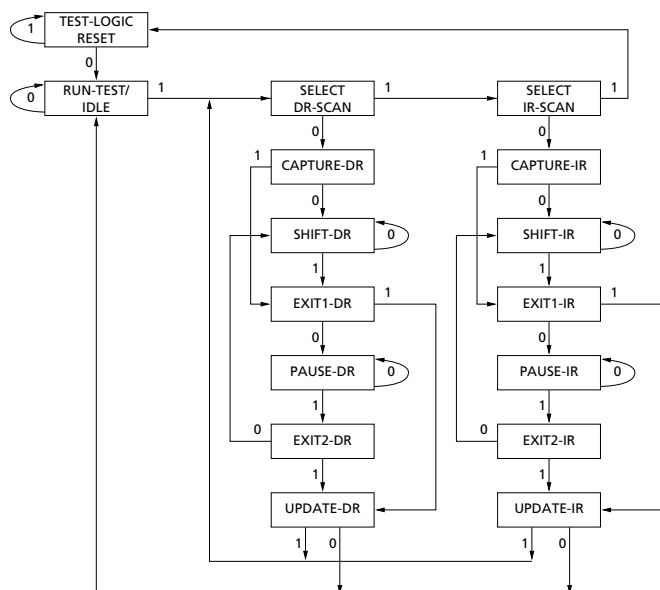 TEST-LOGIC
RESET
1
0
RUN-TEST/
IDLE
0
1
SELECT
DR-SCAN
1
SELECT
IR-SCAN
1
0
0
1
CAPTURE-DR
1
CAPTURE-IR
0
0
SHIFT-DR
0
SHIFT-IR
0
1
1
EXIT1-DR
1
EXIT1-IR
1
0
0
PAUSE-DR
0
PAUSE-IR
0
1
1
0
EXIT2-DR
0
EXIT2-IR
1
1
UPDATE-DR
UPDATE-IR
1
0
1
0